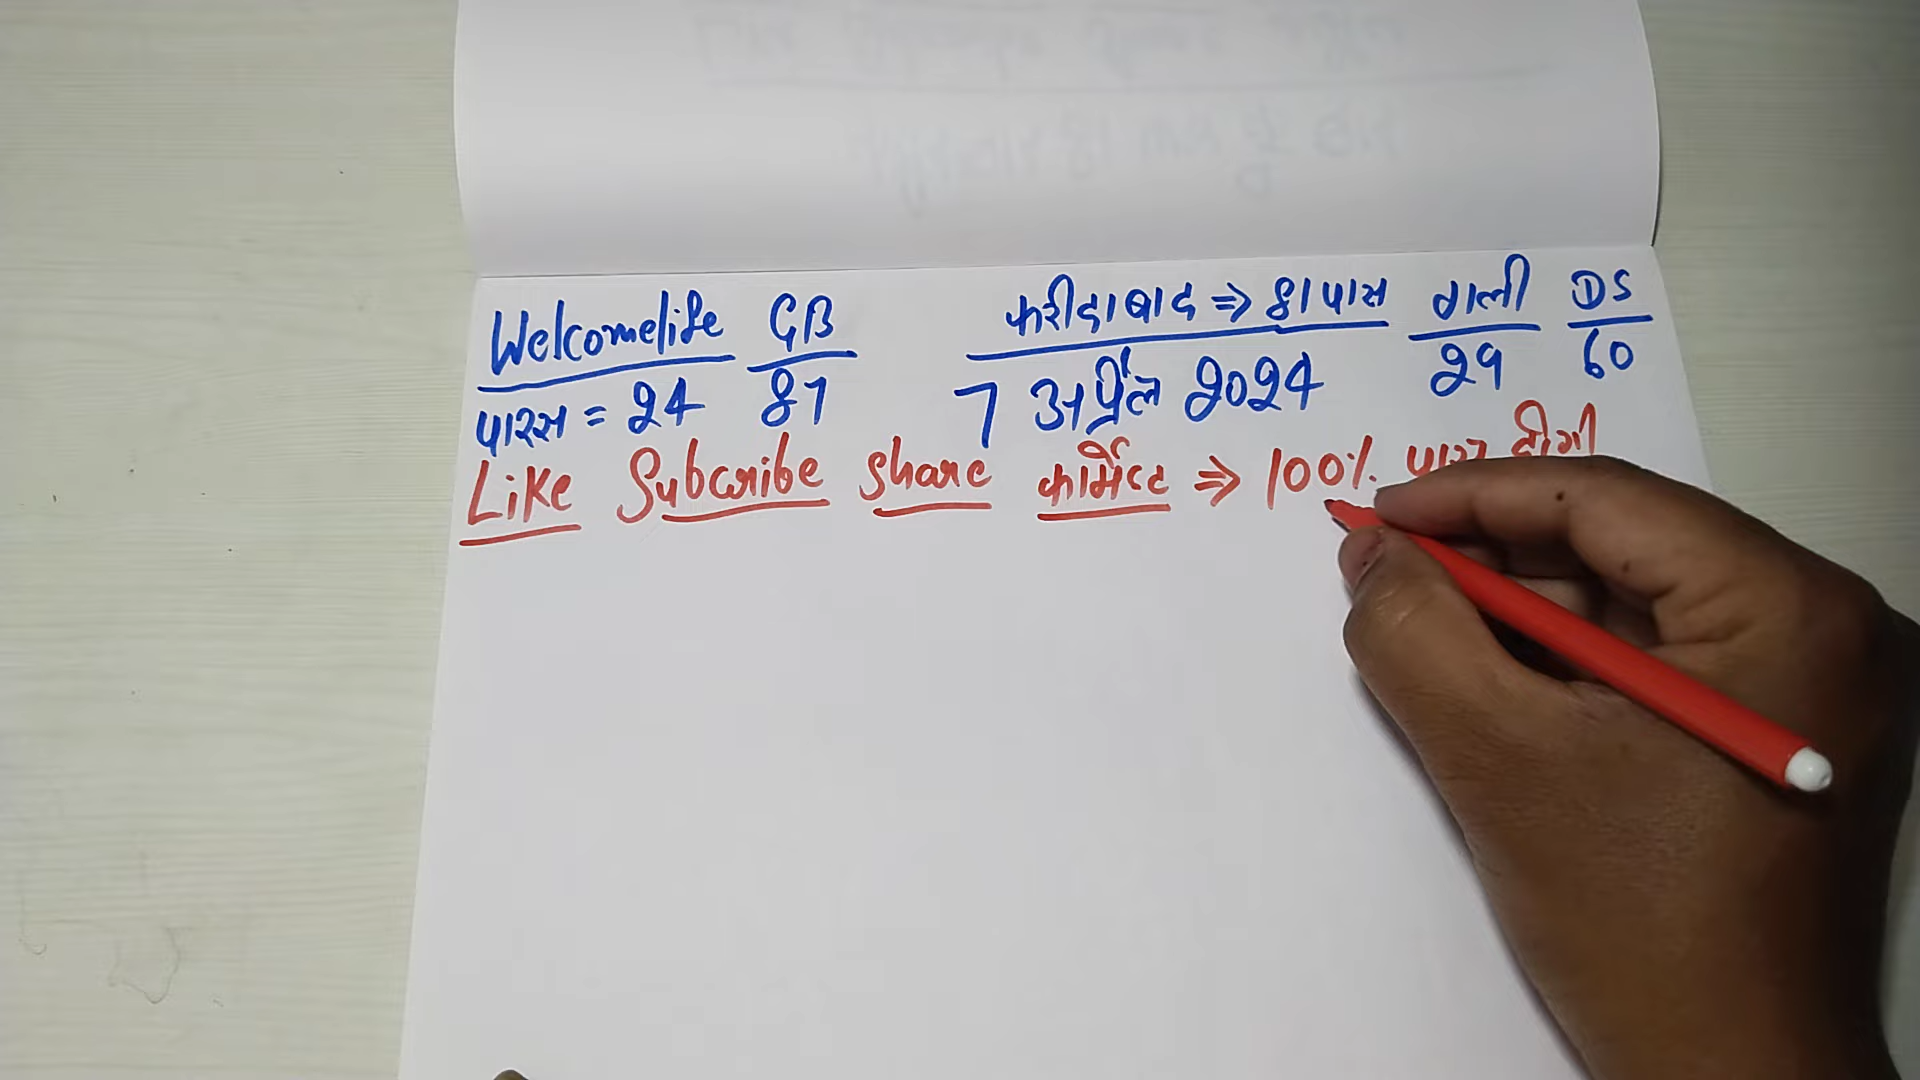 Welcomelife GB फरीदाबाद ⇒ 81 पास गली DS
पारस = 24 87 7 अप्रैल 2024 29 60
Like Subcribe share कामेंट ⇒ 100%. पास होगी